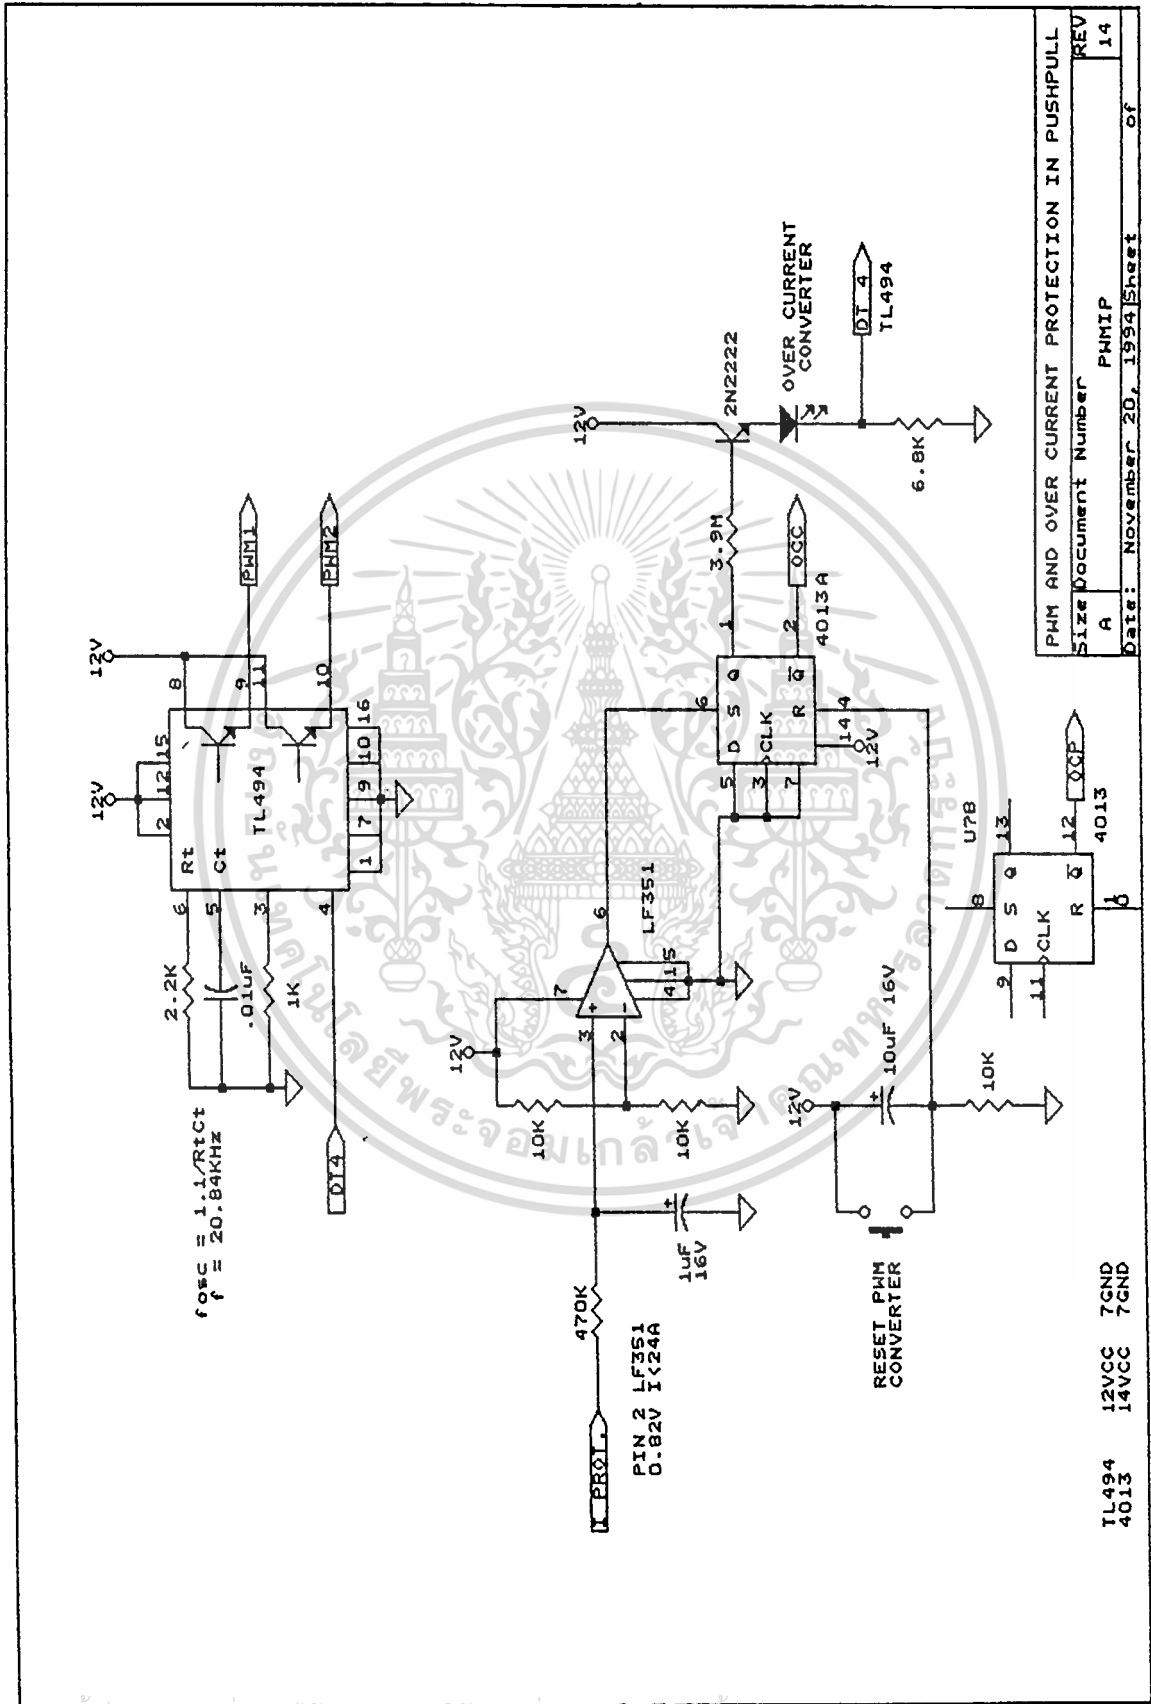 fosc = 1.1/RtCt
f = 20.84KHZ
2.2K
.01uF
1K
6
5
3
4
Rt
Ct
TL494
2
12
15
12V
12V
8
9
11
10
PWM1
PWM2
1
7
9
10
16
DT4
I PROT.
470K
PIN 2 LF351
0.82V I<24A
1uF
16V
12V
10K
10K
3
2
+
-
7
4
1
5
6
LF351
RESET PWM
CONVERTER
12V
10uF 16V
10K
5
3
7
D
S
Q
CLK
R
Q
6
1
2
14
4
12V
4013A
OCC
3.9M
12V
2N2222
OVER CURRENT
CONVERTER
DT 4
TL494
6.8K
U?B
9
11
8
13
12
10
D
S
Q
CLK
R
Q
4013
OCP
TL494 12VCC 7GND
4013 14VCC 7GND
PWM AND OVER CURRENT PROTECTION IN PUSHPULL
Size Document Number REV
A PWMIP 14
Date: November 20, 1994 Sheet of